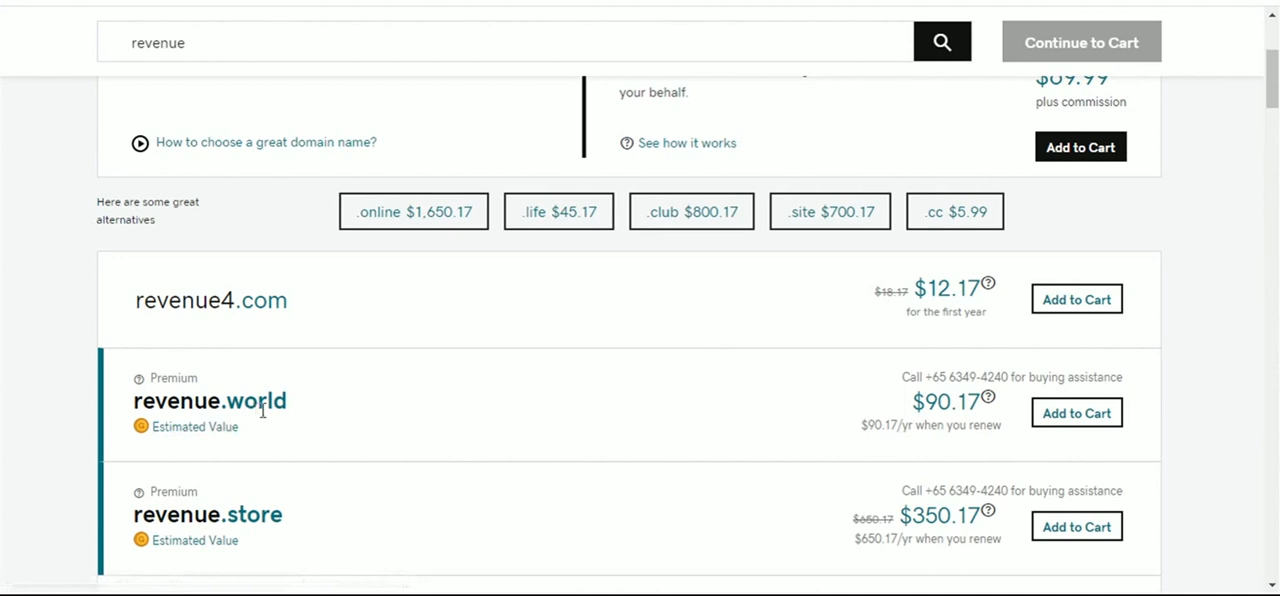 revenue
Continue to Cart
your behalf.
$69.99
plus commission
How to choose a great domain name?
See how it works
Add to Cart
Here are some great
alternatives
.online $1,650.17
.life $45.17
.club $800.17
.site $700.17
.cc $5.99
revenue4.com
$18.17 $12.17
for the first year
Add to Cart
Premium
revenue.world
Estimated Value
Call +65 6349-4240 for buying assistance
$90.17
$90.17/yr when you renew
Add to Cart
Premium
revenue.store
Estimated Value
Call +65 6349-4240 for buying assistance
$650.17 $350.17
$650.17/yr when you renew
Add to Cart